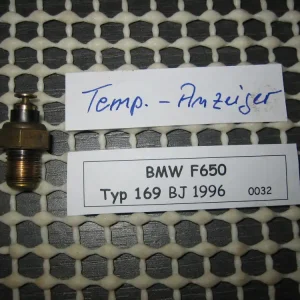 Temp. - Anzeiger
BMW F650
Typ 169 BJ 1996 0032